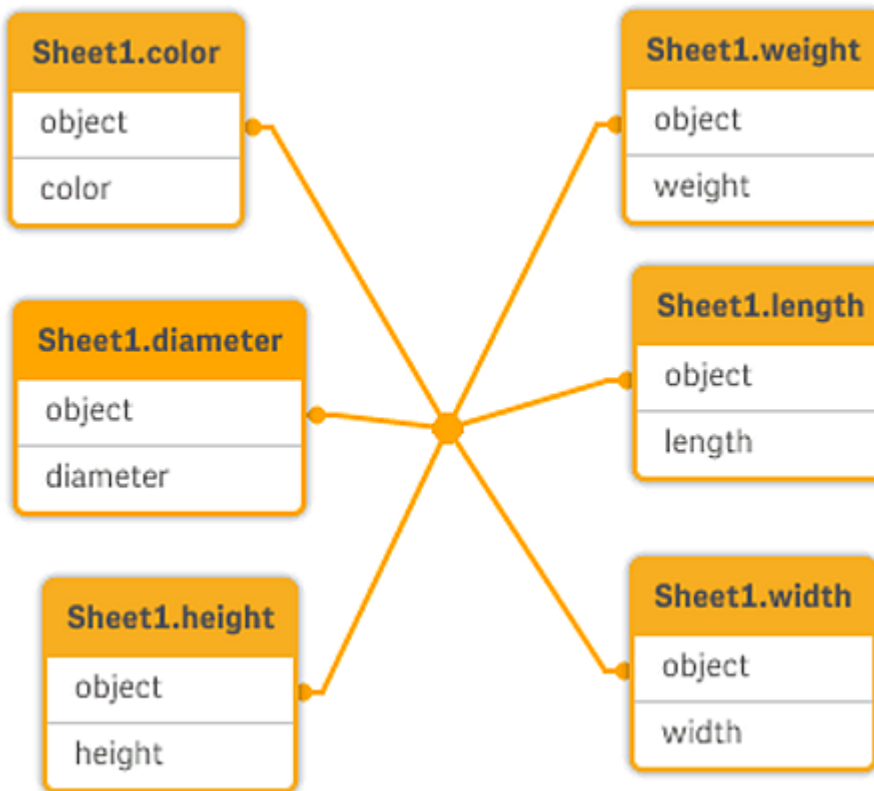 Sheet1.color
object
color
Sheet1.diameter
object
diameter
Sheet1.height
object
height
Sheet1.weight
object
weight
Sheet1.length
object
length
Sheet1.width
object
width